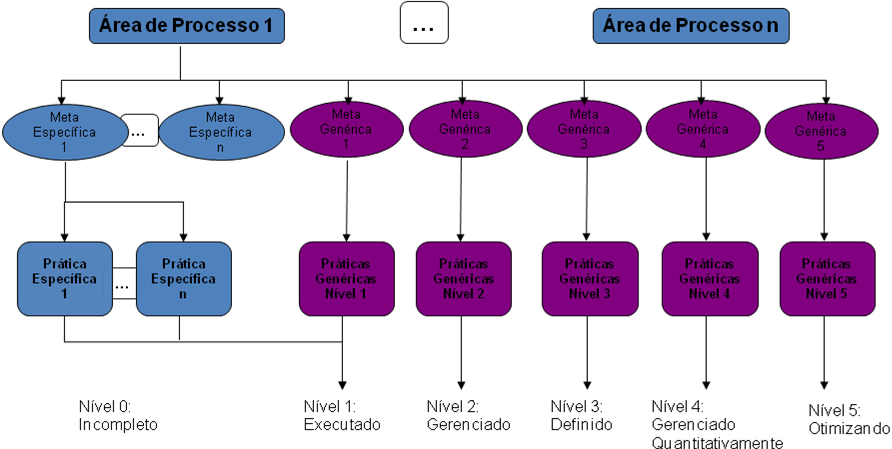 Área de Processo 1
...
Área de Processo n
Meta
Específica
1
...
Meta
Específica
n
Meta
Genérica
1
Meta
Genérica
2
Meta
Genérica
3
Meta
Genérica
4
Meta
Genérica
5
Prática
Específica
1
...
Prática
Específica
n
Práticas
Genéricas
Nível 1
Práticas
Genéricas
Nível 2
Práticas
Genéricas
Nível 3
Práticas
Genéricas
Nível 4
Práticas
Genéricas
Nível 5
Nível 0:
Incompleto
Nível 1:
Executado
Nível 2:
Gerenciado
Nível 3:
Definido
Nível 4:
Gerenciado
Quantitativamente
Nível 5:
Otimizando